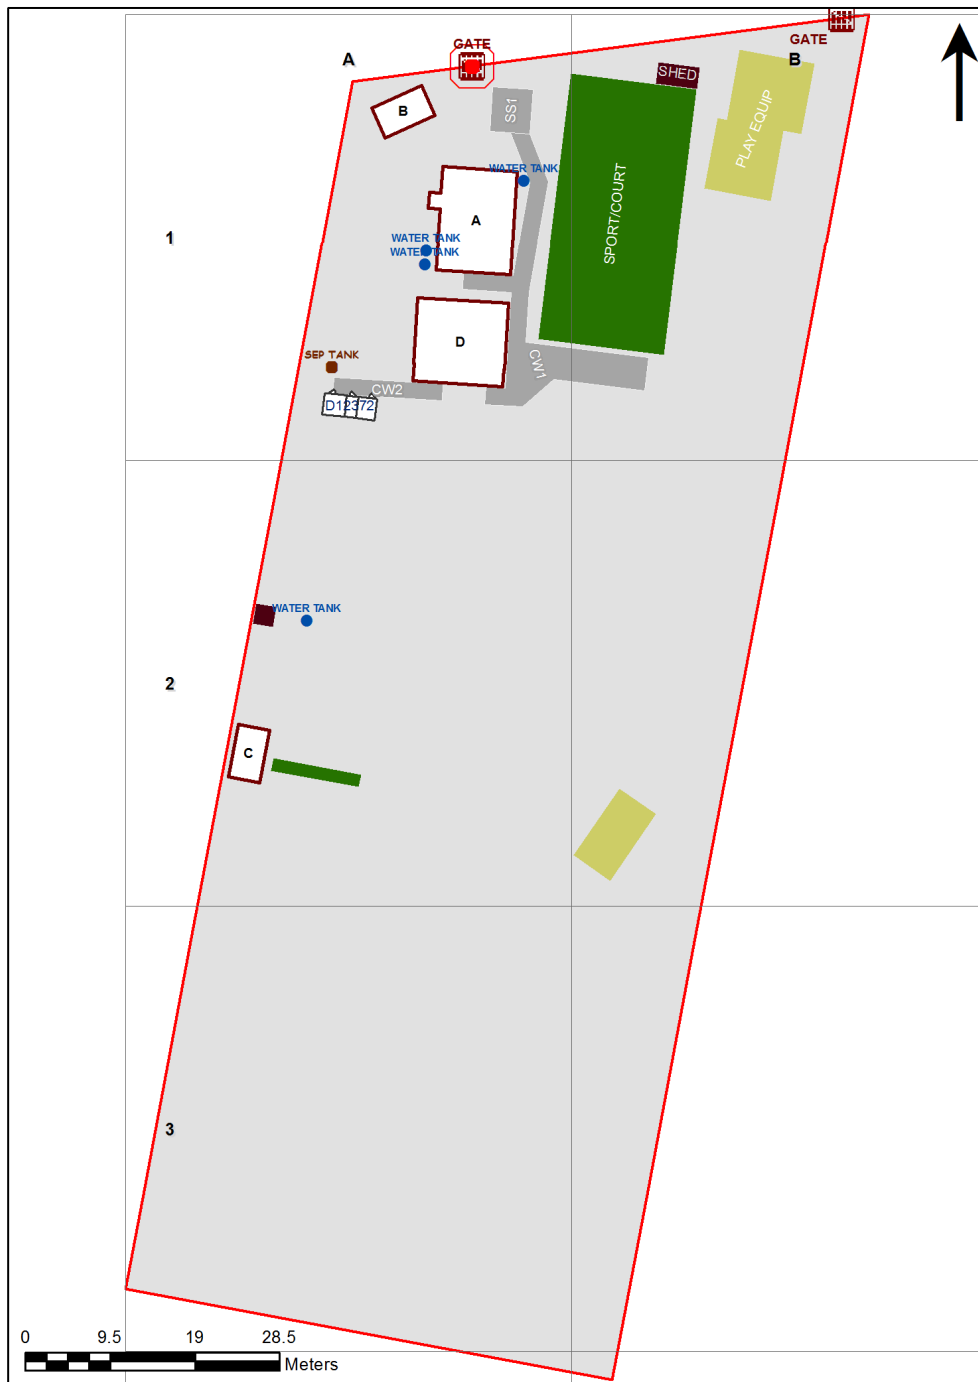 GATE
GATE
A
B
SHED
B
SS1
PLAY EQUIP
WATER TANK
SPORT/COURT
A
1
WATER TANK
WATER TANK
D
SEP TANK
CW1
CW2
D12372
WATER TANK
2
C
3
0 9.5 19 28.5
Meters